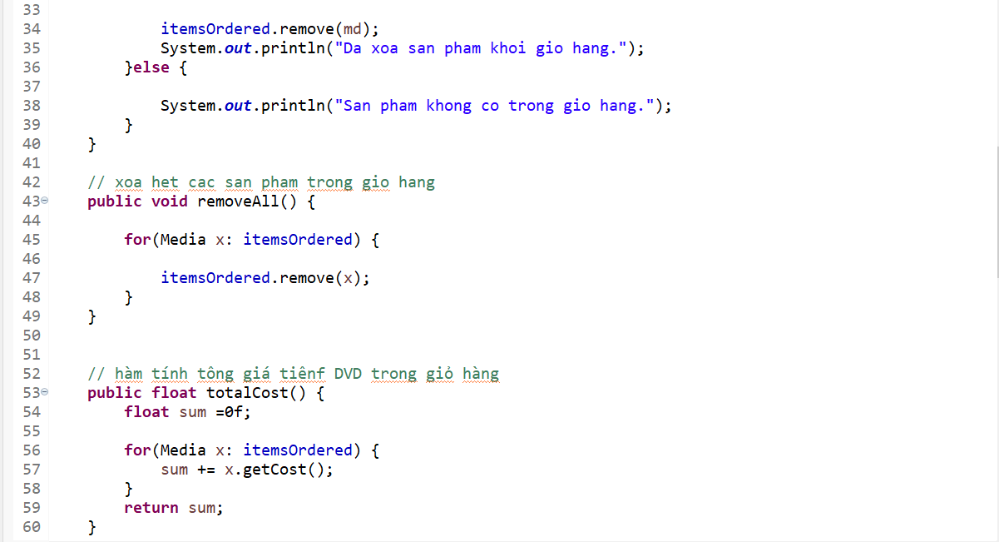 33
34 itemsOrdered.remove(md);
35 System.out.println("Da xoa san pham khoi gio hang.");
36 }else {
37
38 System.out.println("San pham khong co trong gio hang.");
39 }
40 }
41
42 // xoa het cac san pham trong gio hang
43 public void removeAll() {
44
45 for(Media x: itemsOrdered) {
46
47 itemsOrdered.remove(x);
48 }
49 }
50
51
52 // hàm tính tông giá tiênf DVD trong giỏ hàng
53 public float totalCost() {
54 float sum =0f;
55
56 for(Media x: itemsOrdered) {
57 sum += x.getCost();
58 }
59 return sum;
60 }